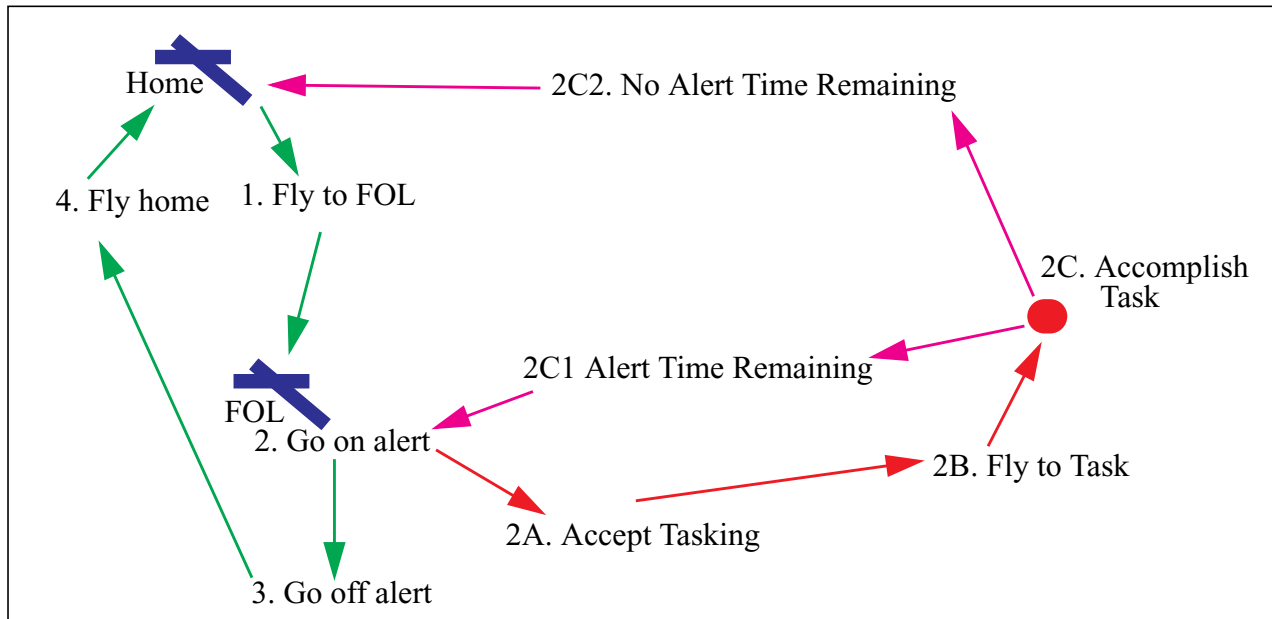 Home
2C2. No Alert Time Remaining
4. Fly home
1. Fly to FOL
2C. Accomplish
Task
2C1 Alert Time Remaining
FOL
2. Go on alert
2B. Fly to Task
2A. Accept Tasking
3. Go off alert